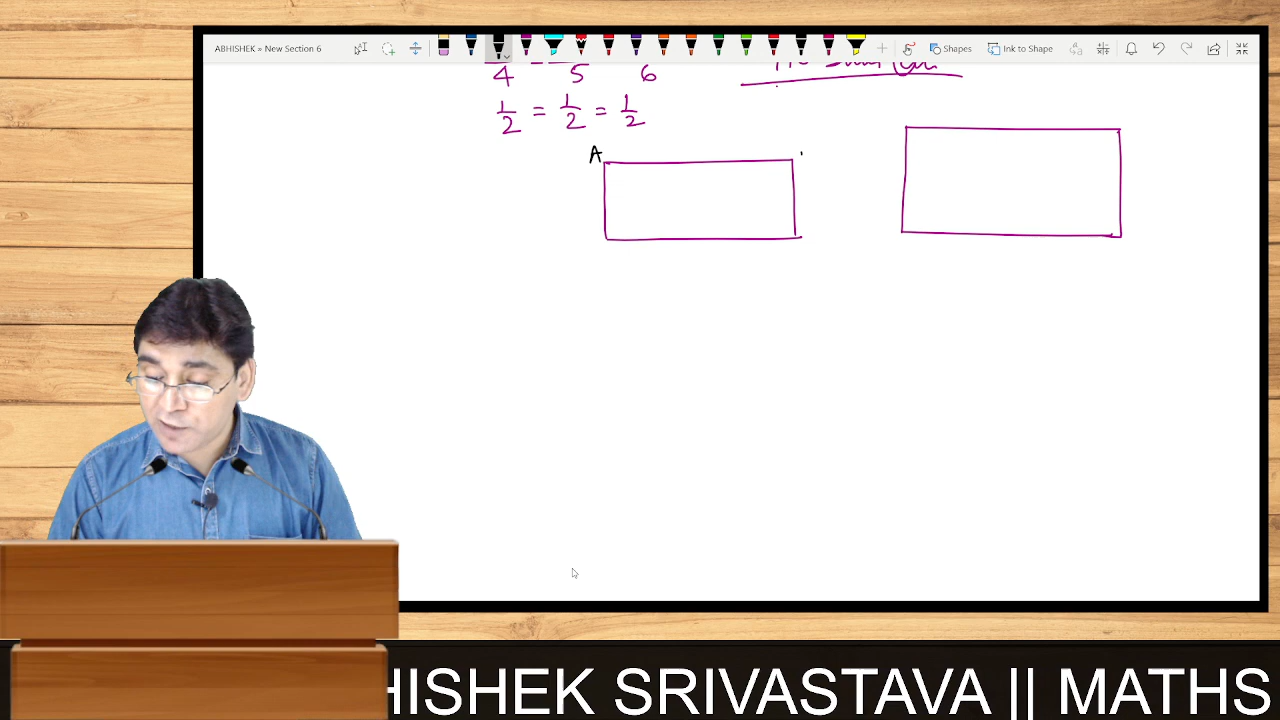 ABHISHEK » New Section 6
Shapes
Ink to Shape
4 5 6
1/2 = 1/2 = 1/2
A
HISHEK SRIVASTAVA || MATHS